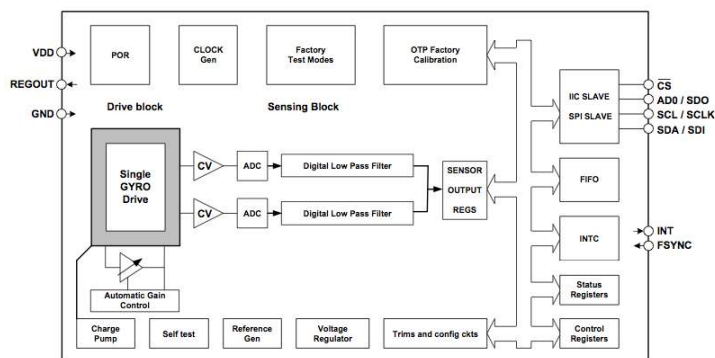 VDD
REGOUT
GND
POR
CLOCK
Gen
Factory
Test Modes
OTP Factory
Calibration
Drive block
Sensing Block
IIC SLAVE
SPI SLAVE
CS
AD0 / SDO
SCL / SCLK
SDA / SDI
Single
GYRO
Drive
CV
ADC
Digital Low Pass Filter
CV
ADC
Digital Low Pass Filter
SENSOR
OUTPUT
REGS
FIFO
INTC
INT
FSYNC
Automatic Gain
Control
Status
Registers
Charge
Pump
Self test
Reference
Gen
Voltage
Regulator
Trims and config ckts
Control
Registers